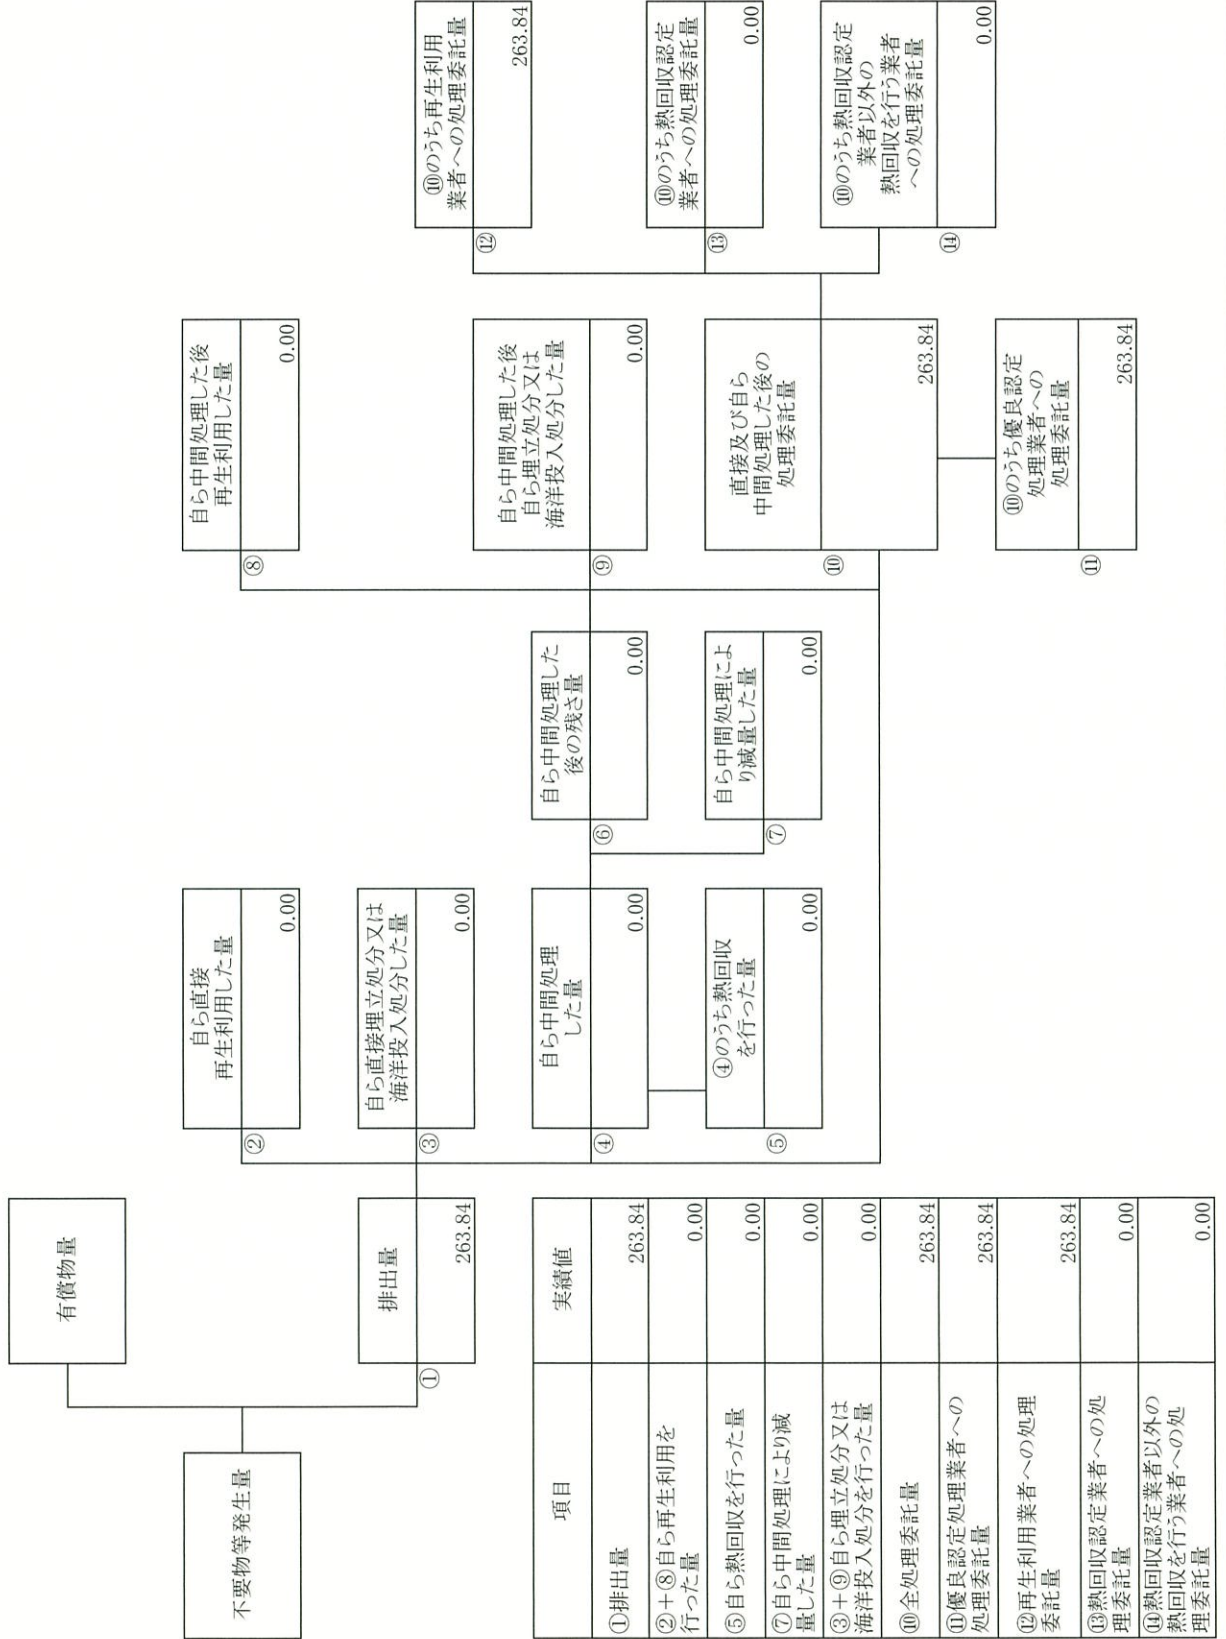 不要物等発生量
有償物量
①
排出量
263.84
②
自ら直接
再生利用した量
0.00
③
自ら直接埋立処分又は
海洋投入処分した量
0.00
④
自ら中間処理
した量
0.00
⑤
④のうち熱回収
を行った量
0.00
⑥
自ら中間処理した
後の残さ量
0.00
⑦
自ら中間処理によ
り減量した量
0.00
⑧
自ら中間処理した後
再生利用した量
0.00
⑨
自ら中間処理した後
自ら埋立処分又は
海洋投入処分した量
0.00
⑩
直接及び自ら
中間処理した後の
処理委託量
263.84
⑪
⑩のうち優良認定
処理業者への
処理委託量
263.84
⑫
⑩のうち再生利用
業者への処理委託量
263.84
⑬
⑩のうち熱回収認定
業者への処理委託量
0.00
⑭
⑩のうち熱回収認定
業者以外の
熱回収を行う業者
への処理委託量
0.00
項目 実績値
①排出量 263.84
②+⑧自ら再生利用を
行った量 0.00
⑤自ら熱回収を行った量 0.00
⑦自ら中間処理により減
量した量 0.00
③+⑨自ら埋立処分又は
海洋投入処分を行った量 0.00
⑩全処理委託量 263.84
⑪優良認定処理業者への
処理委託量 263.84
⑫再生利用業者への処理
委託量 263.84
⑬熱回収認定業者への処
理委託量 0.00
⑭熱回収認定業者以外の
熱回収を行う業者への処
理委託量 0.00